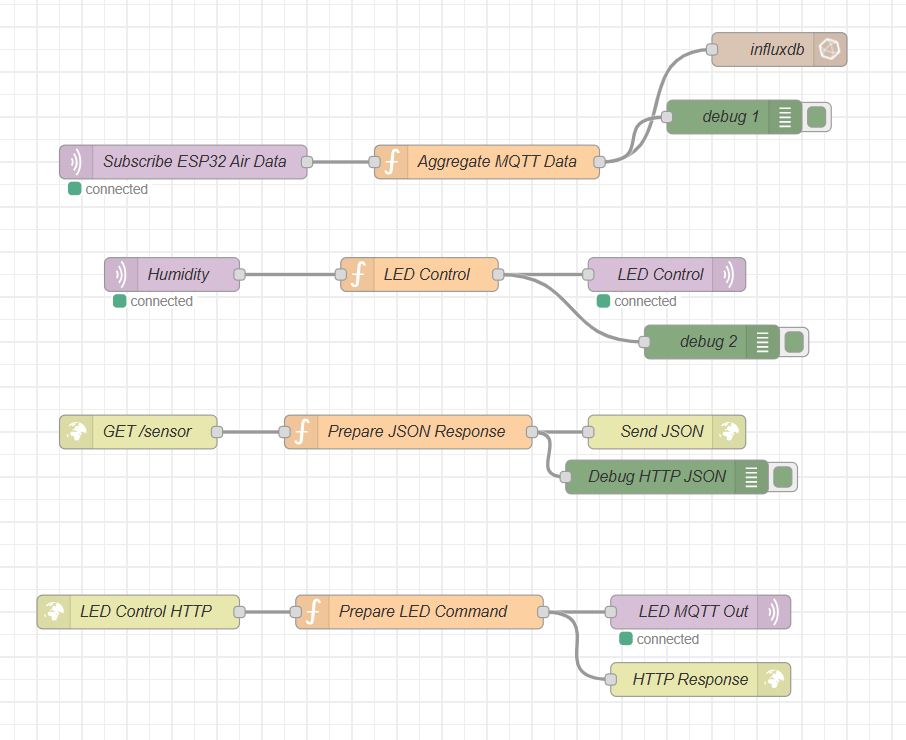 influxdb
debug 1
Subscribe ESP32 Air Data
Aggregate MQTT Data
connected
Humidity
LED Control
LED Control
connected
connected
debug 2
GET /sensor
Prepare JSON Response
Send JSON
Debug HTTP JSON
LED Control HTTP
Prepare LED Command
LED MQTT Out
connected
HTTP Response